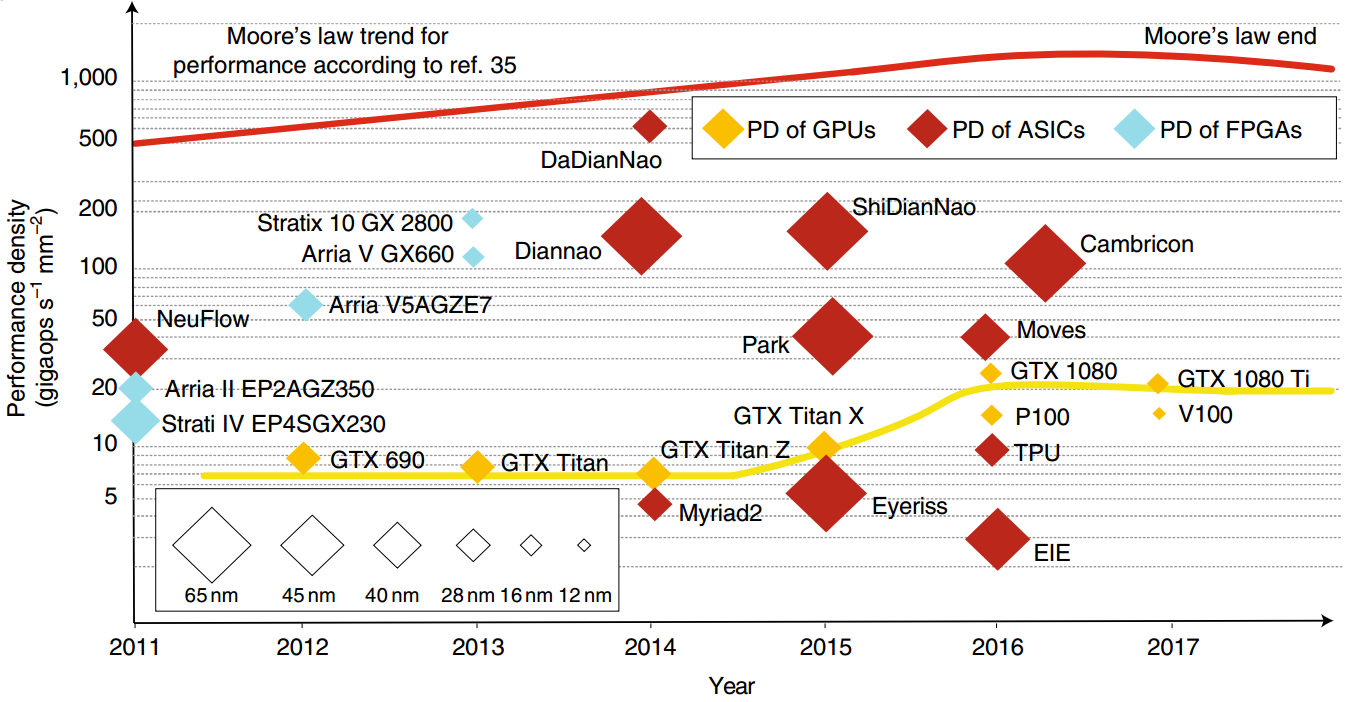 Moore's law trend for
performance according to ref. 35
Moore's law end
1,000
500
200
100
50
20
10
5
Performance density
(gigaops s⁻¹ mm⁻²)
PD of GPUs
PD of ASICs
PD of FPGAs
DaDianNao
Stratix 10 GX 2800
Arria V GX660
Diannao
ShiDianNao
Cambricon
Arria V5AGZE7
NeuFlow
Park
Moves
Arria II EP2AGZ350
Strati IV EP4SGX230
GTX 1080
GTX 1080 Ti
P100
V100
GTX Titan X
GTX 690
GTX Titan
GTX Titan Z
TPU
Myriad2
Eyeriss
EIE
65 nm
45 nm
40 nm
28 nm
16 nm
12 nm
2011
2012
2013
2014
2015
2016
2017
Year